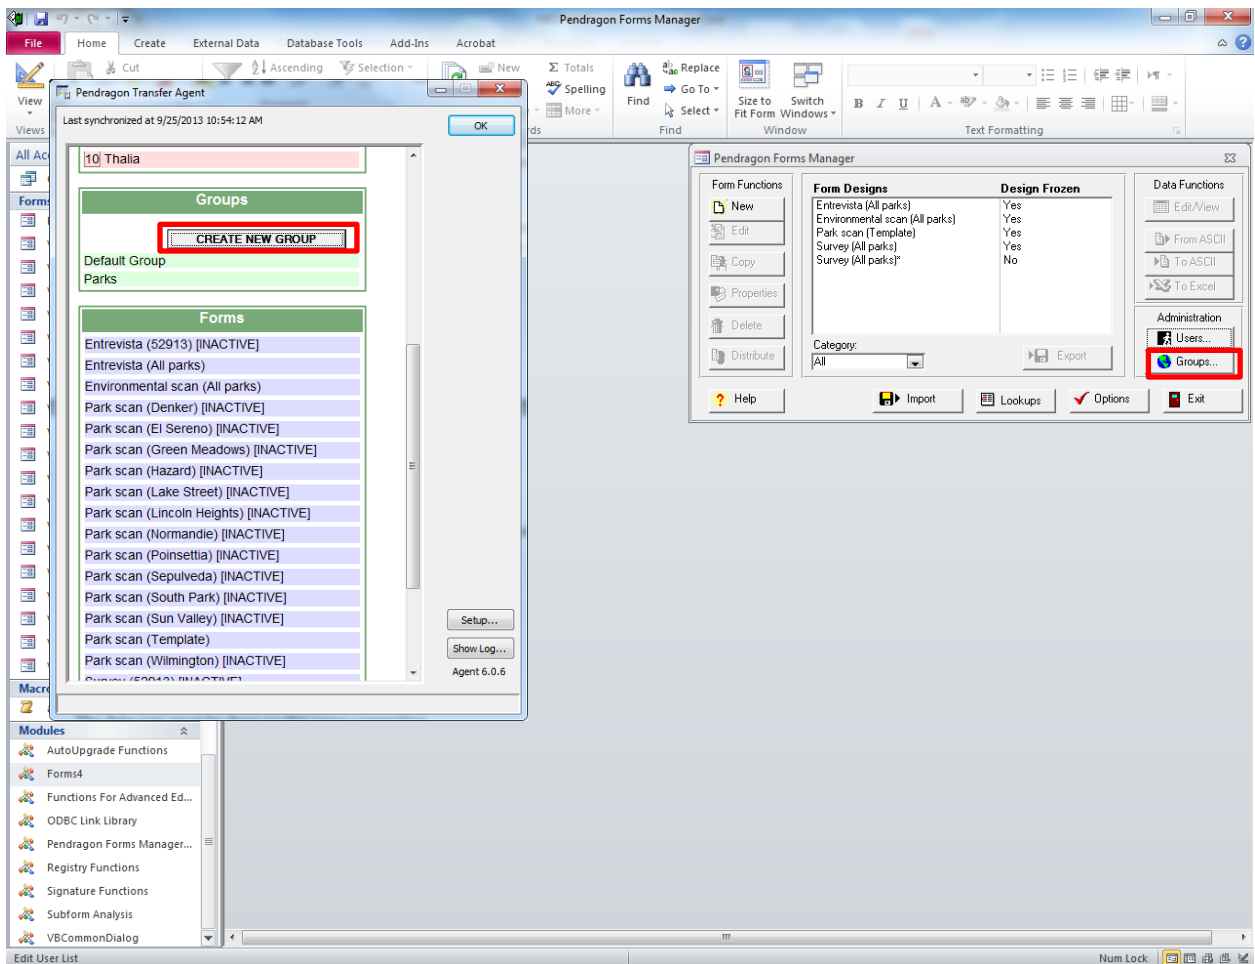 Pendragon Forms Manager
File Home Create External Data Database Tools Add-Ins Acrobat
View
Views
Cut
Ascending
Selection
New
Totals
Spelling
More
Find
Replace
Go To
Select
Find
Size to Fit Form
Switch Windows
Window
B I U A
Text Formatting
All Ac
Forms
Pendragon Transfer Agent
Last synchronized at 9/25/2013 10:54:12 AM
OK
10 Thalia
Groups
CREATE NEW GROUP
Default Group
Parks
Forms
Entrevista (52913) [INACTIVE]
Entrevista (All parks)
Environmental scan (All parks)
Park scan (Denker) [INACTIVE]
Park scan (El Sereno) [INACTIVE]
Park scan (Green Meadows) [INACTIVE]
Park scan (Hazard) [INACTIVE]
Park scan (Lake Street) [INACTIVE]
Park scan (Lincoln Heights) [INACTIVE]
Park scan (Normandie) [INACTIVE]
Park scan (Poinsettia) [INACTIVE]
Park scan (Sepulveda) [INACTIVE]
Park scan (South Park) [INACTIVE]
Park scan (Sun Valley) [INACTIVE]
Park scan (Template)
Park scan (Wilmington) [INACTIVE]
Survey (52913) [INACTIVE]
Setup...
Show Log...
Agent 6.0.6
Pendragon Forms Manager
Form Functions
New
Edit
Copy
Properties
Delete
Distribute
Form Designs Design Frozen
Entrevista (All parks) Yes
Environmental scan (All parks) Yes
Park scan (Template) Yes
Survey (All parks) Yes
Survey (All parks)* No
Category:
All
Export
Data Functions
Edit/View
From ASCII
To ASCII
To Excel
Administration
Users...
Groups...
? Help
Import
Lookups
Options
Exit
Macro
Modules
AutoUpgrade Functions
Forms4
Functions For Advanced Ed...
ODBC Link Library
Pendragon Forms Manager...
Registry Functions
Signature Functions
Subform Analysis
VBCommonDialog
Edit User List
Num Lock